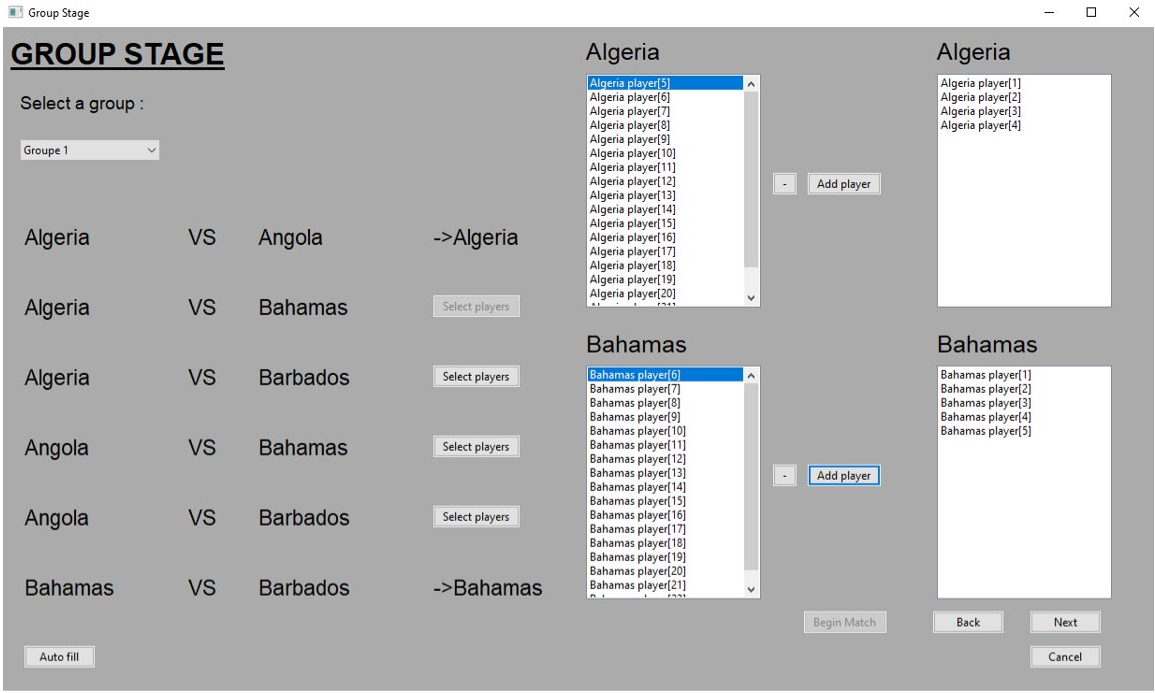 Group Stage
GROUP STAGE
Select a group :
Groupe 1
Algeria VS Angola ->Algeria
Algeria VS Bahamas Select players
Algeria VS Barbados Select players
Angola VS Bahamas Select players
Angola VS Barbados Select players
Bahamas VS Barbados ->Bahamas
Auto fill
Algeria
Algeria player[5]
Algeria player[6]
Algeria player[7]
Algeria player[8]
Algeria player[9]
Algeria player[10]
Algeria player[11]
Algeria player[12]
Algeria player[13]
Algeria player[14]
Algeria player[15]
Algeria player[16]
Algeria player[17]
Algeria player[18]
Algeria player[19]
Algeria player[20]
- Add player
Algeria
Algeria player[1]
Algeria player[2]
Algeria player[3]
Algeria player[4]
Bahamas
Bahamas player[6]
Bahamas player[7]
Bahamas player[8]
Bahamas player[9]
Bahamas player[10]
Bahamas player[11]
Bahamas player[12]
Bahamas player[13]
Bahamas player[14]
Bahamas player[15]
Bahamas player[16]
Bahamas player[17]
Bahamas player[18]
Bahamas player[19]
Bahamas player[20]
Bahamas player[21]
- Add player
Bahamas
Bahamas player[1]
Bahamas player[2]
Bahamas player[3]
Bahamas player[4]
Bahamas player[5]
Begin Match Back Next
Cancel